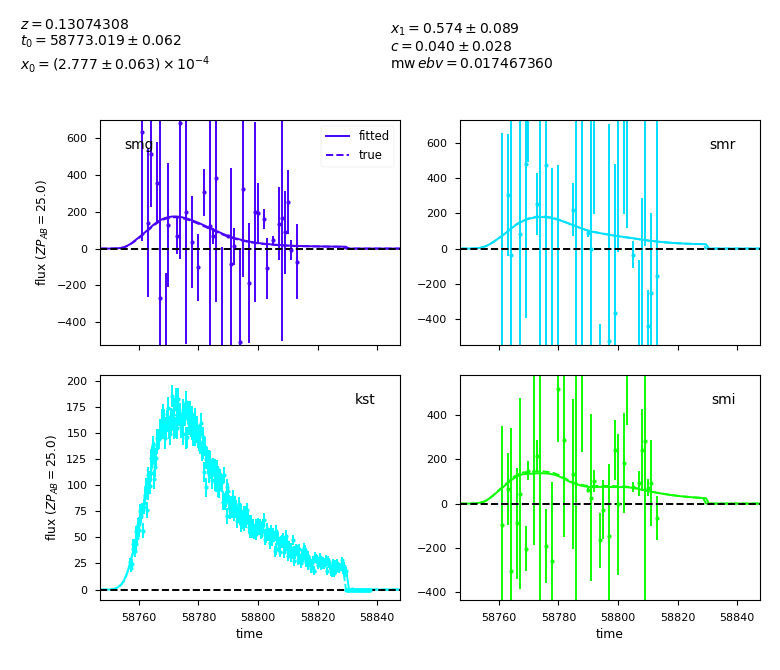 z = 0.13074308
t₀ = 58773.019 ± 0.062
x₀ = (2.777 ± 0.063) × 10⁻⁴
x₁ = 0.574 ± 0.089
c = 0.040 ± 0.028
mwebv = 0.017467360
smg
fitted
true
600
400
200
0
−200
−400
flux (ZP_AB = 25.0)
smr
600
400
200
0
−200
−400
kst
200
175
150
125
100
75
50
25
0
flux (ZP_AB = 25.0)
58760 58780 58800 58820 58840
time
smi
400
200
0
−200
−400
58760 58780 58800 58820 58840
time